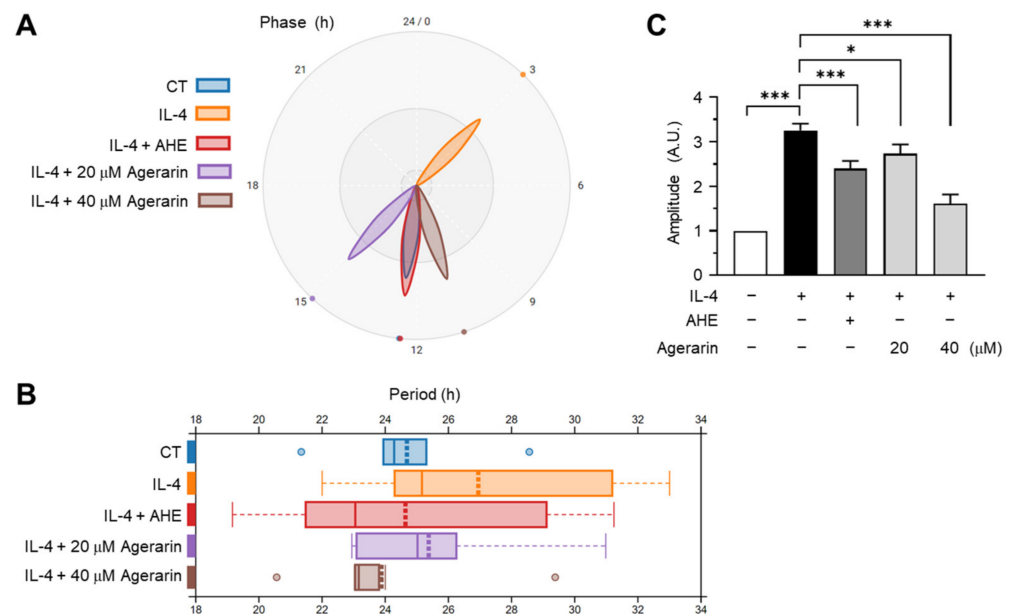 A
Phase (h)
24 / 0
3
6
9
12
15
18
21
CT
IL-4
IL-4 + AHE
IL-4 + 20 μM Agerarin
IL-4 + 40 μM Agerarin
C
***
*
***
***
Amplitude (A.U.)
4
3
2
1
0
IL-4 – + + + +
AHE – – + – –
Agerarin – – – 20 40 (μM)
B
Period (h)
18 20 22 24 26 28 30 32 34
CT
IL-4
IL-4 + AHE
IL-4 + 20 μM Agerarin
IL-4 + 40 μM Agerarin
18 20 22 24 26 28 30 32 34